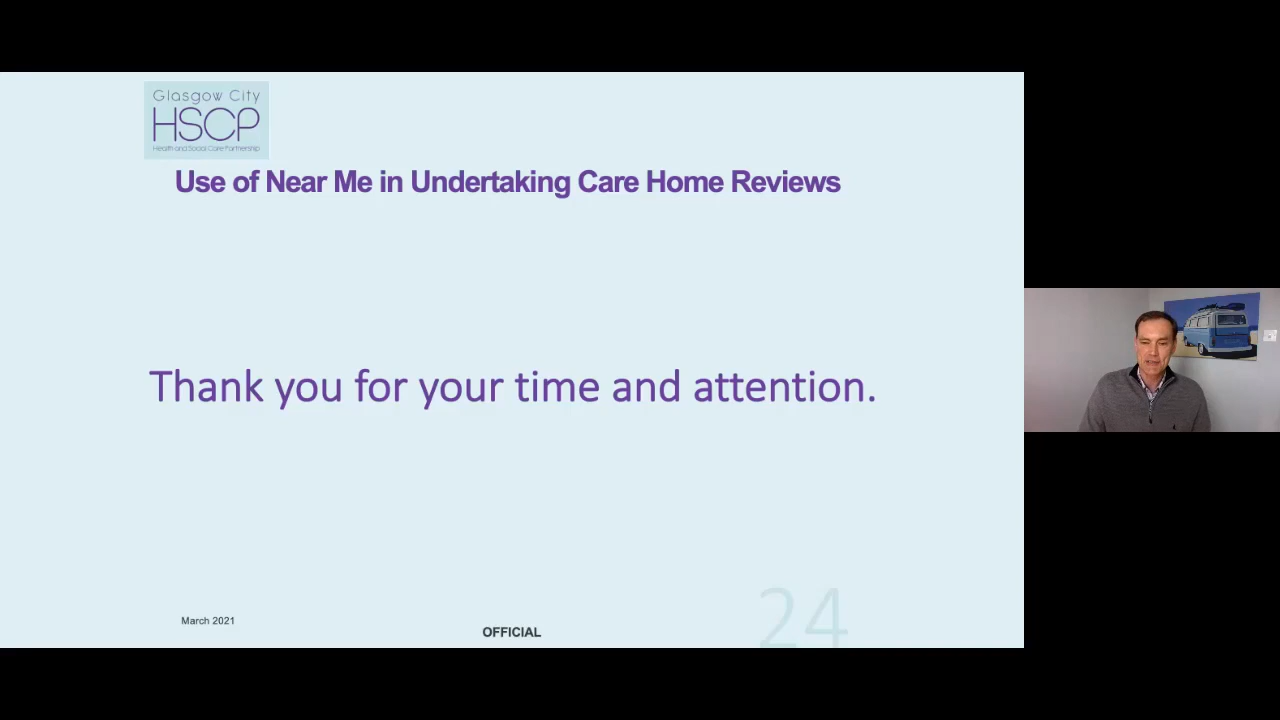 Glasgow City
HSCP
Health and Social Care Partnership
Use of Near Me in Undertaking Care Home Reviews
Thank you for your time and attention.
March 2021
OFFICIAL
24